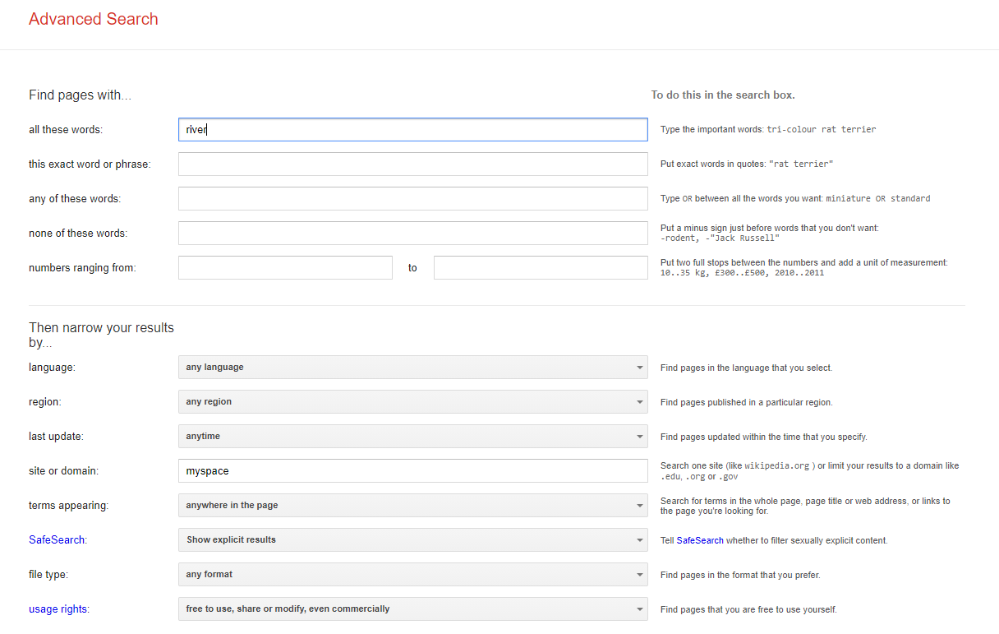 Advanced Search
Find pages with...
To do this in the search box.
all these words:
river
Type the important words: tri-colour rat terrier
this exact word or phrase:
Put exact words in quotes: "rat terrier"
any of these words:
Type OR between all the words you want: miniature OR standard
none of these words:
Put a minus sign just before words that you don't want:
-rodent, -"Jack Russell"
numbers ranging from:
to
Put two full stops between the numbers and add a unit of measurement:
10..35 kg, £300..£500, 2010..2011
Then narrow your results
by...
language:
any language
Find pages in the language that you select.
region:
any region
Find pages published in a particular region.
last update:
anytime
Find pages updated within the time that you specify.
site or domain:
myspace
Search one site (like wikipedia.org ) or limit your results to a domain like
.edu, .org or .gov
terms appearing:
anywhere in the page
Search for terms in the whole page, page title or web address, or links to
the page you're looking for.
SafeSearch:
Show explicit results
Tell SafeSearch whether to filter sexually explicit content.
file type:
any format
Find pages in the format that you prefer.
usage rights:
free to use, share or modify, even commercially
Find pages that you are free to use yourself.